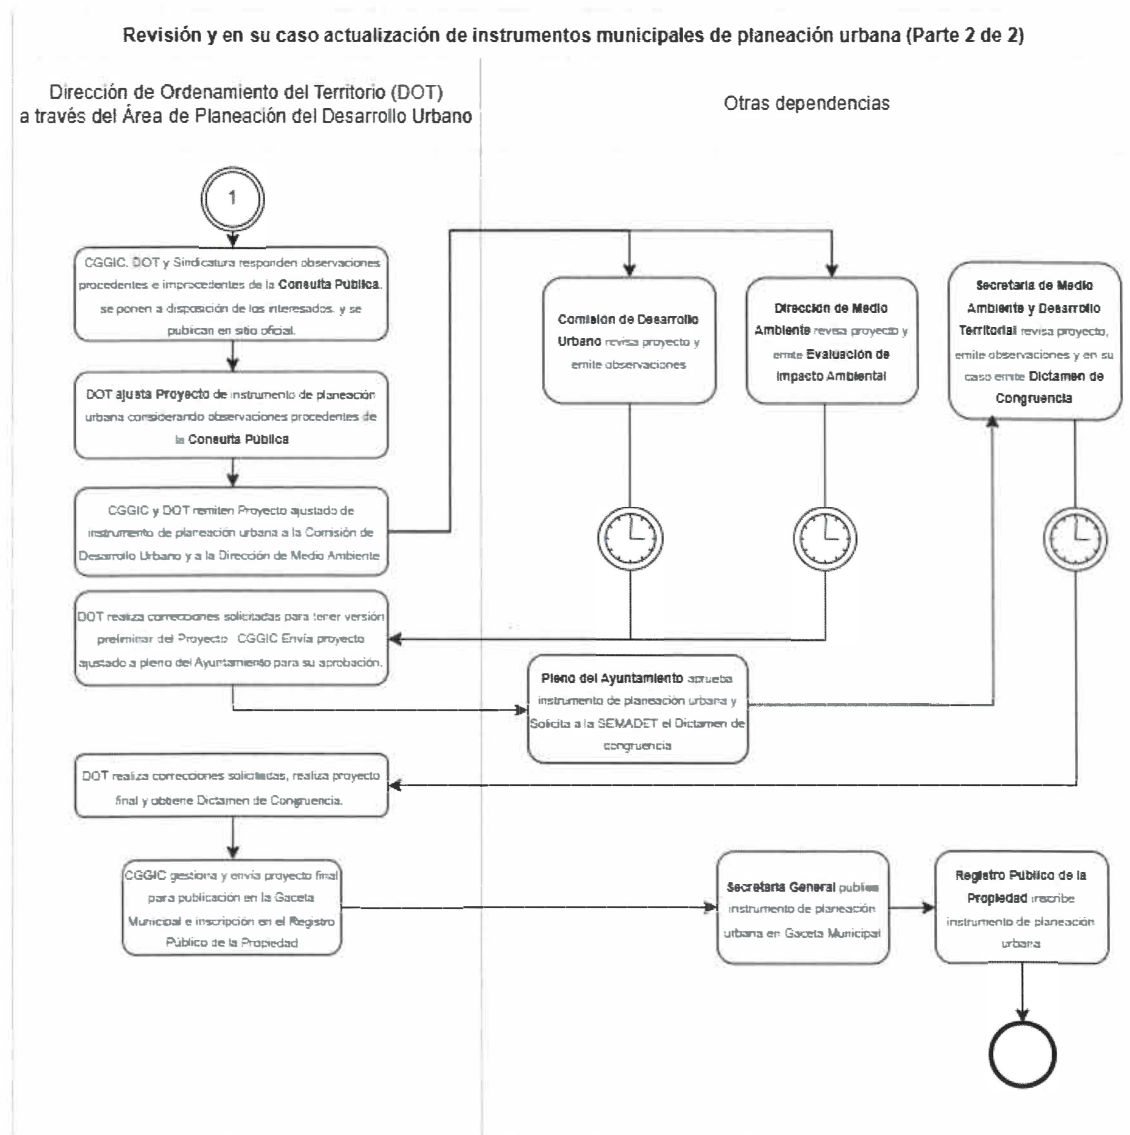 Revisión y en su caso actualización de instrumentos municipales de planeación urbana (Parte 2 de 2)
Dirección de Ordenamiento del Territorio (DOT)
a través del Área de Planeación del Desarrollo Urbano
Otras dependencias
1
CGGIC, DOT y Sindicatura responden observaciones
procedentes e improcedentes de la Consulta Pública,
se ponen a disposición de los interesados, y se
publican en sitio oficial.
DOT ajusta Proyecto de instrumento de planeación
urbana considerando observaciones procedentes de
la Consulta Pública
CGGIC y DOT remiten Proyecto ajustado de
instrumento de planeación urbana a la Comisión de
Desarrollo Urbano y a la Dirección de Medio Ambiente
Comisión de Desarrollo
Urbano revisa proyecto y
emite observaciones
Dirección de Medio
Ambiente revisa proyecto y
emite Evaluación de
Impacto Ambiental
Secretaría de Medio
Ambiente y Desarrollo
Territorial revisa proyecto,
emite observaciones y en su
caso emite Dictamen de
Congruencia
DOT realiza correcciones solicitadas para tener versión
preliminar del Proyecto CGGIC Envía proyecto
ajustado a pleno del Ayuntamiento para su aprobación.
Pleno del Ayuntamiento aprueba
instrumento de planeación urbana y
Solicita a la SEMADET el Dictamen de
congruencia
DOT realiza correcciones solicitadas, realiza proyecto
final y obtiene Dictamen de Congruencia.
CGGIC gestiona y envía proyecto final
para publicación en la Gaceta
Municipal e inscripción en el Registro
Público de la Propiedad
Secretaría General publica
instrumento de planeación
urbana en Gaceta Municipal
Registro Público de la
Propiedad inscribe
instrumento de planeación
urbana